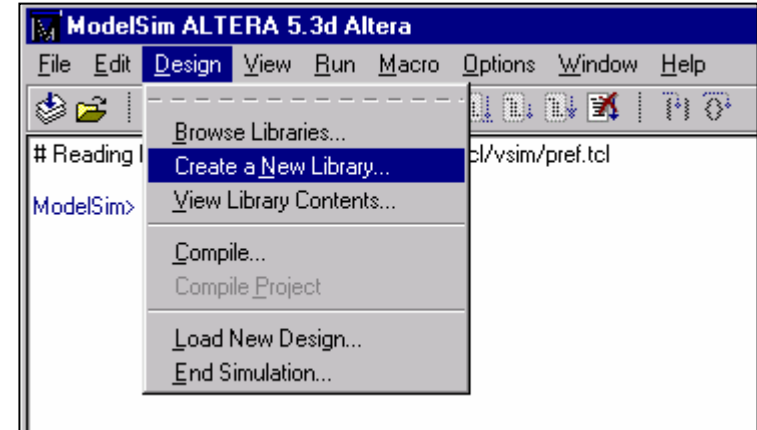 ModelSim ALTERA 5.3d Altera
File Edit Design View Run Macro Options Window Help
Browse Libraries...
# Reading cl/vsim/pref.tcl
Create a New Library...
ModelSim>
View Library Contents...
Compile...
Compile Project
Load New Design...
End Simulation...